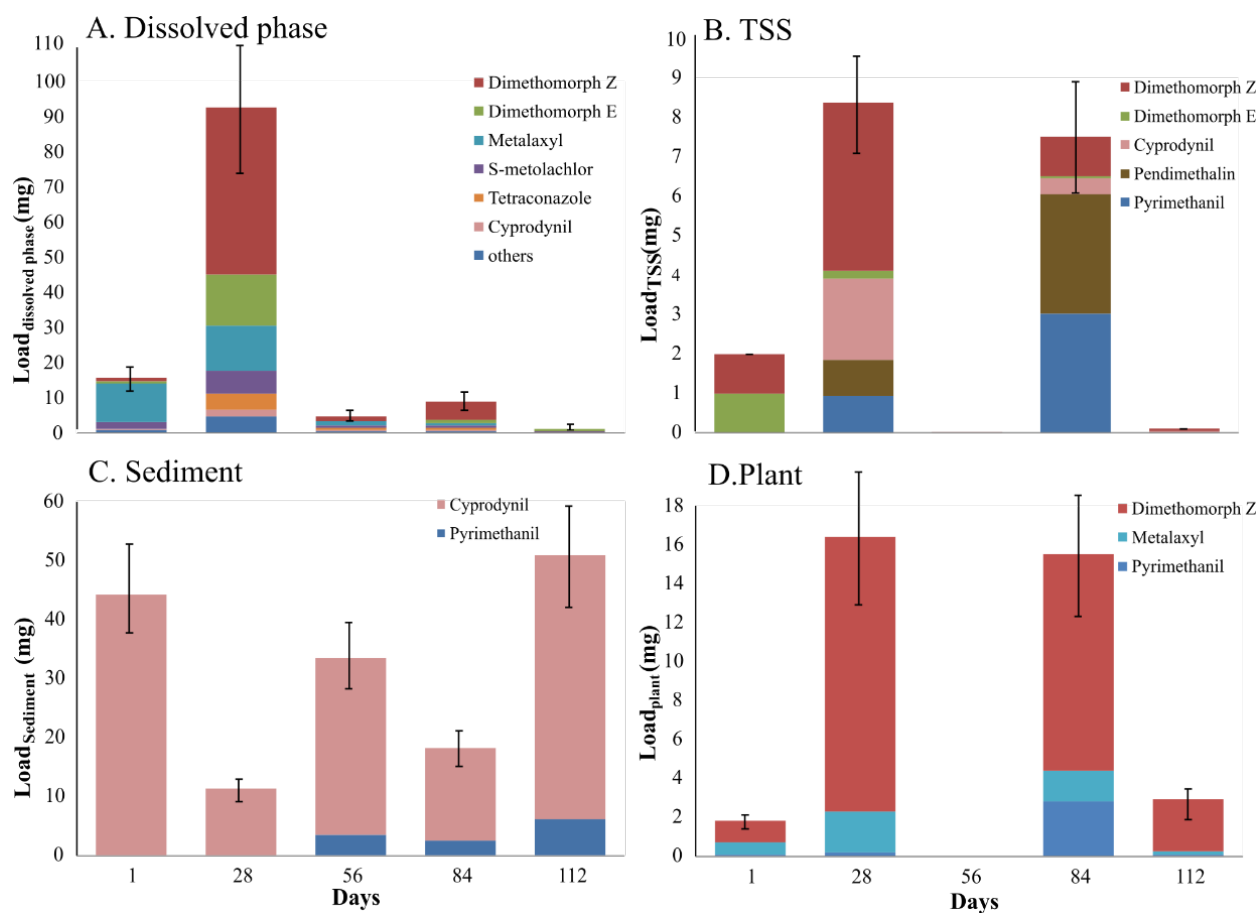 A. Dissolved phase
110
100
90
80
70
60
50
40
30
20
10
0
Load dissolved phase (mg)
Dimethomorph Z
Dimethomorph E
Metalaxyl
S-metolachlor
Tetraconazole
Cyprodynil
others
B. TSS
10
9
8
7
6
5
4
3
2
1
0
LoadTSS(mg)
Dimethomorph Z
Dimethomorph E
Cyprodynil
Pendimethalin
Pyrimethanil
C. Sediment
60
50
40
30
20
10
0
LoadSediment (mg)
Cyprodynil
Pyrimethanil
1 28 56 84 112
Days
D.Plant
18
16
14
12
10
8
6
4
2
0
Loadplant(mg)
Dimethomorph Z
Metalaxyl
Pyrimethanil
1 28 56 84 112
Days